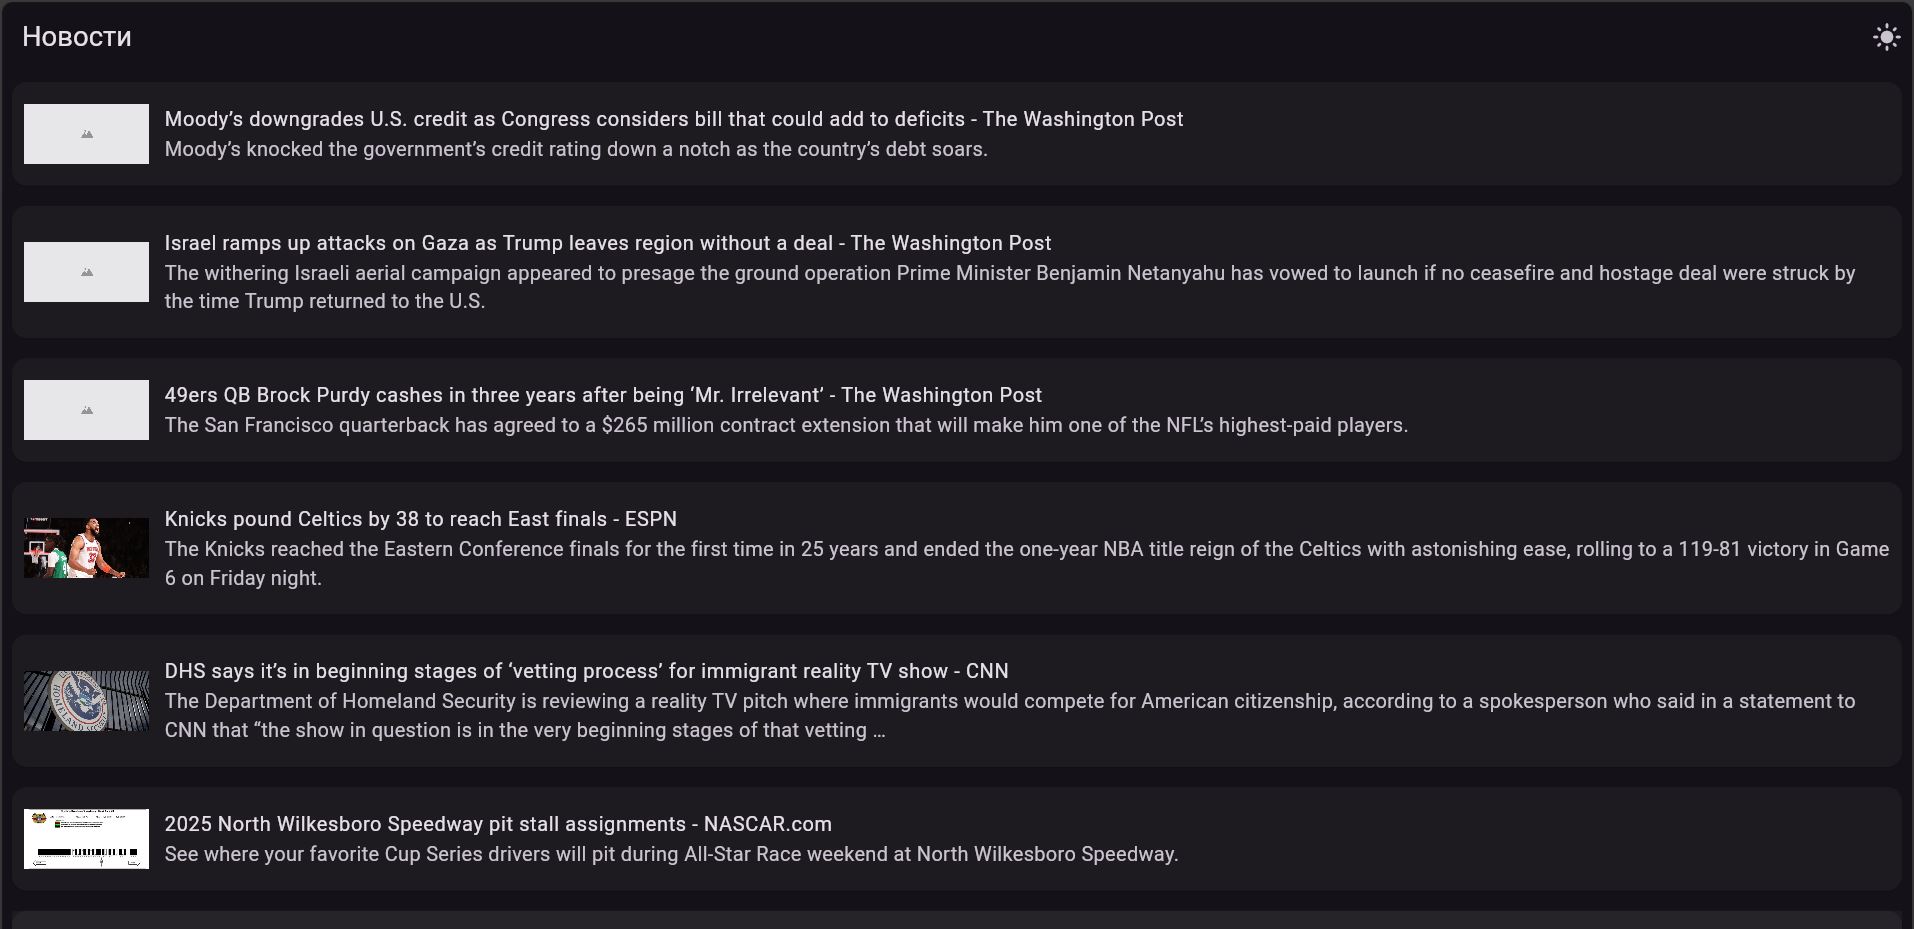 Новости
Moody’s downgrades U.S. credit as Congress considers bill that could add to deficits - The Washington Post
Moody’s knocked the government’s credit rating down a notch as the country’s debt soars.
Israel ramps up attacks on Gaza as Trump leaves region without a deal - The Washington Post
The withering Israeli aerial campaign appeared to presage the ground operation Prime Minister Benjamin Netanyahu has vowed to launch if no ceasefire and hostage deal were struck by
the time Trump returned to the U.S.
49ers QB Brock Purdy cashes in three years after being ‘Mr. Irrelevant’ - The Washington Post
The San Francisco quarterback has agreed to a $265 million contract extension that will make him one of the NFL’s highest-paid players.
Knicks pound Celtics by 38 to reach East finals - ESPN
The Knicks reached the Eastern Conference finals for the first time in 25 years and ended the one-year NBA title reign of the Celtics with astonishing ease, rolling to a 119-81 victory in Game
6 on Friday night.
DHS says it’s in beginning stages of ‘vetting process’ for immigrant reality TV show - CNN
The Department of Homeland Security is reviewing a reality TV pitch where immigrants would compete for American citizenship, according to a spokesperson who said in a statement to
CNN that “the show in question is in the very beginning stages of that vetting …
2025 North Wilkesboro Speedway pit stall assignments - NASCAR.com
See where your favorite Cup Series drivers will pit during All-Star Race weekend at North Wilkesboro Speedway.